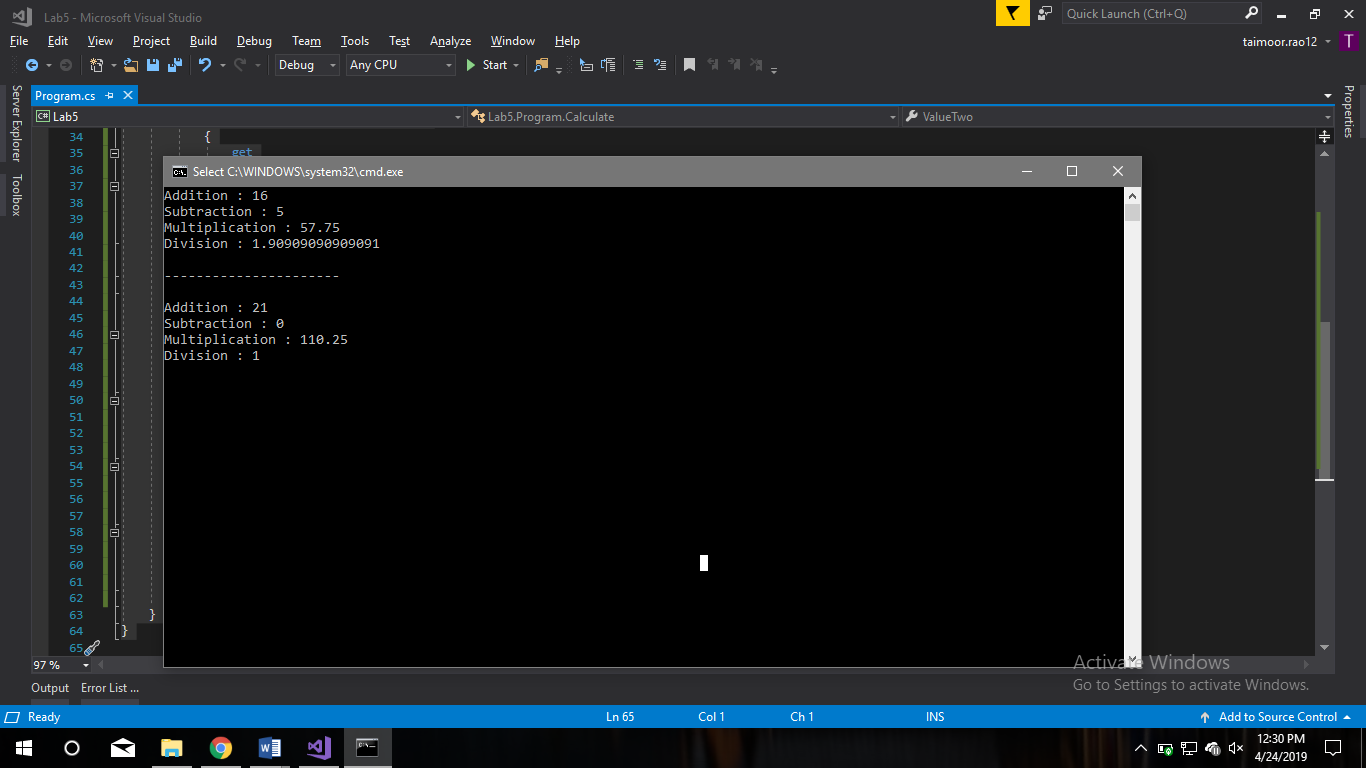 Lab5 - Microsoft Visual Studio
Quick Launch (Ctrl+Q)
File Edit View Project Build Debug Team Tools Test Analyze Window Help
taimoor.rao12 T
Debug Any CPU Start
Server Explorer
Toolbox
Properties
Program.cs
C# Lab5 Lab5.Program.Calculate ValueTwo
34 {
35 get
36
37
38
39
40
41
42
43
44
45
46
47
48
49
50
51
52
53
54
55
56
57
58
59
60
61
62
63 }
64 }
65
Select C:\WINDOWS\system32\cmd.exe
Addition : 16
Subtraction : 5
Multiplication : 57.75
Division : 1.90909090909091
----------------------
Addition : 21
Subtraction : 0
Multiplication : 110.25
Division : 1
97 %
Activate Windows
Go to Settings to activate Windows.
Output Error List ...
Ready Ln 65 Col 1 Ch 1 INS Add to Source Control
12:30 PM
4/24/2019